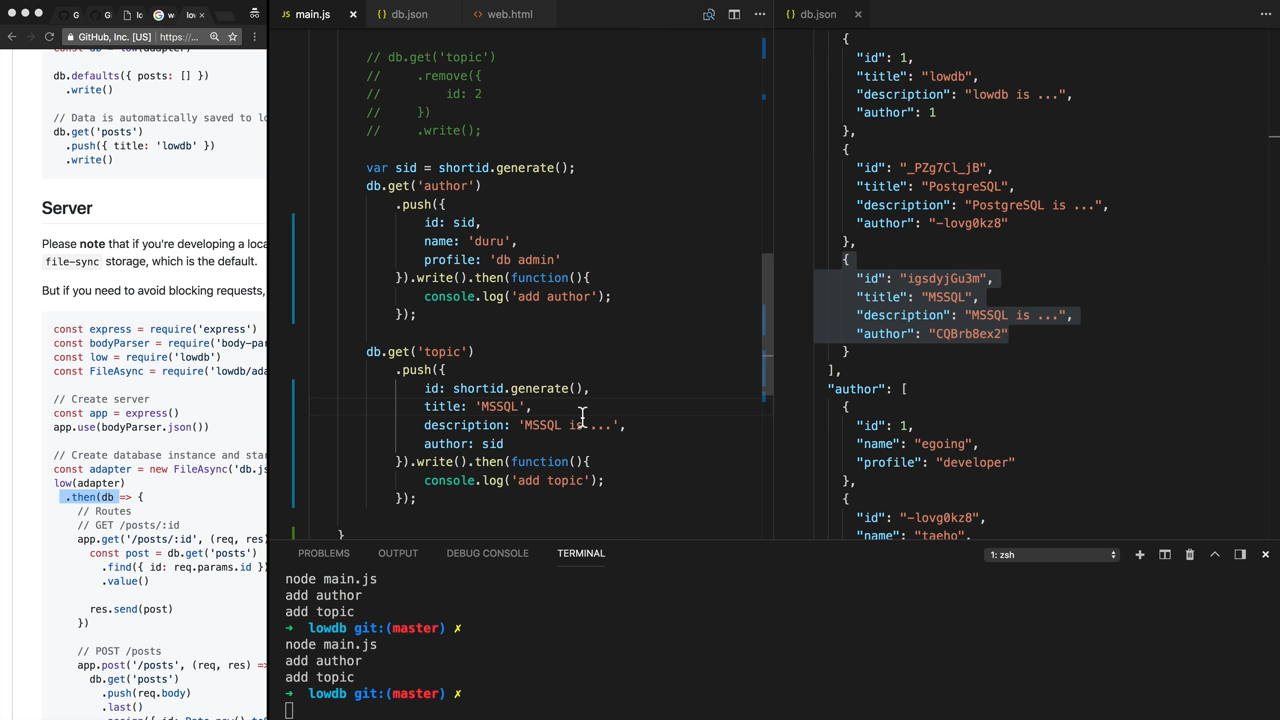 G
G
lo
w
lov
GitHub, Inc. [US]
https://...
const db = low(adapter)
db.defaults({ posts: [] })
.write()
// Data is automatically saved to lo
db.get('posts')
.push({ title: 'lowdb' })
.write()
Server
Please note that if you're developing a loca
file-sync storage, which is the default.
But if you need to avoid blocking requests,
const express = require('express')
const bodyParser = require('body-par
const low = require('lowdb')
const FileAsync = require('lowdb/ada
// Create server
const app = express()
app.use(bodyParser.json())
// Create database instance and star
const adapter = new FileAsync('db.js
low(adapter)
.then(db => {
// Routes
// GET /posts/:id
app.get('/posts/:id', (req, res)
const post = db.get('posts')
.find({ id: req.params.id })
.value()
res.send(post)
})
// POST /posts
app.post('/posts', (req, res) =>
db.get('posts')
.push(req.body)
.last()
main.js
db.json
web.html
// db.get('topic')
// .remove({
// id: 2
// })
// .write();
var sid = shortid.generate();
db.get('author')
.push({
id: sid,
name: 'duru',
profile: 'db admin'
}).write().then(function(){
console.log('add author');
});
db.get('topic')
.push({
id: shortid.generate(),
title: 'MSSQL',
description: 'MSSQL is ...',
author: sid
}).write().then(function(){
console.log('add topic');
});
}
db.json
{
"id": 1,
"title": "lowdb",
"description": "lowdb is ...",
"author": 1
},
{
"id": "_PZg7Cl_jB",
"title": "PostgreSQL",
"description": "PostgreSQL is ...",
"author": "-lovg0kz8"
},
{
"id": "igsdyjGu3m",
"title": "MSSQL",
"description": "MSSQL is ...",
"author": "CQBrb8ex2"
}
],
"author": [
{
"id": 1,
"name": "egoing",
"profile": "developer"
},
{
"id": "-lovg0kz8",
"name": "taeho",
PROBLEMS
OUTPUT
DEBUG CONSOLE
TERMINAL
1: zsh
node main.js
add author
add topic
➜ lowdb git:(master) ✗
node main.js
add author
add topic
➜ lowdb git:(master) ✗